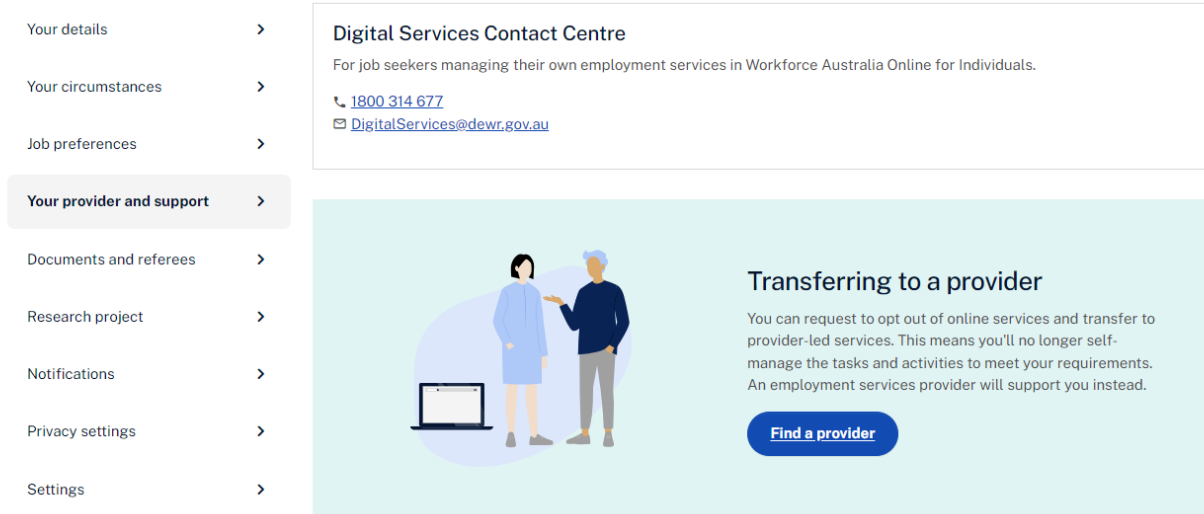 Your details
Your circumstances
Job preferences
Your provider and support
Documents and referees
Research project
Notifications
Privacy settings
Settings
Digital Services Contact Centre
For job seekers managing their own employment services in Workforce Australia Online for Individuals.
1800 314 677
DigitalServices@dewr.gov.au
Transferring to a provider
You can request to opt out of online services and transfer to
provider-led services. This means you'll no longer self-
manage the tasks and activities to meet your requirements.
An employment services provider will support you instead.
Find a provider